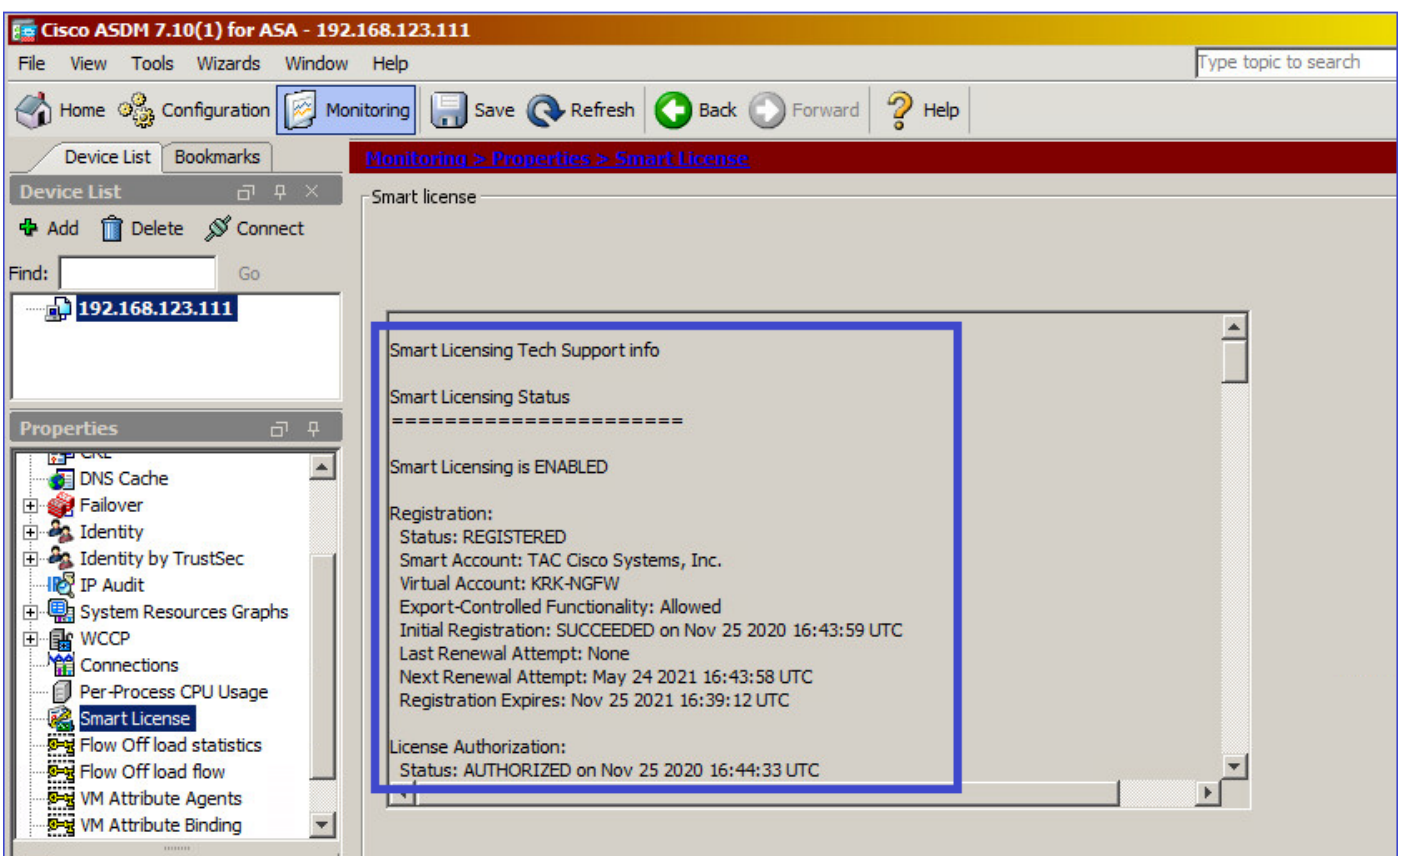 Cisco ASDM 7.10(1) for ASA - 192.168.123.111
File View Tools Wizards Window Help
Type topic to search
Home Configuration Monitoring Save Refresh Back Forward Help
Device List Bookmarks
Monitoring > Properties > Smart License
Device List
Smart license
Add Delete Connect
Find: Go
192.168.123.111
Smart Licensing Tech Support info
Smart Licensing Status
======================
Smart Licensing is ENABLED
Registration:
Status: REGISTERED
Smart Account: TAC Cisco Systems, Inc.
Virtual Account: KRK-NGFW
Export-Controlled Functionality: Allowed
Initial Registration: SUCCEEDED on Nov 25 2020 16:43:59 UTC
Last Renewal Attempt: None
Next Renewal Attempt: May 24 2021 16:43:58 UTC
Registration Expires: Nov 25 2021 16:39:12 UTC
License Authorization:
Status: AUTHORIZED on Nov 25 2020 16:44:33 UTC
Properties
CRL
DNS Cache
Failover
Identity
Identity by TrustSec
IP Audit
System Resources Graphs
WCCP
Connections
Per-Process CPU Usage
Smart License
Flow Off load statistics
Flow Off load flow
VM Attribute Agents
VM Attribute Binding